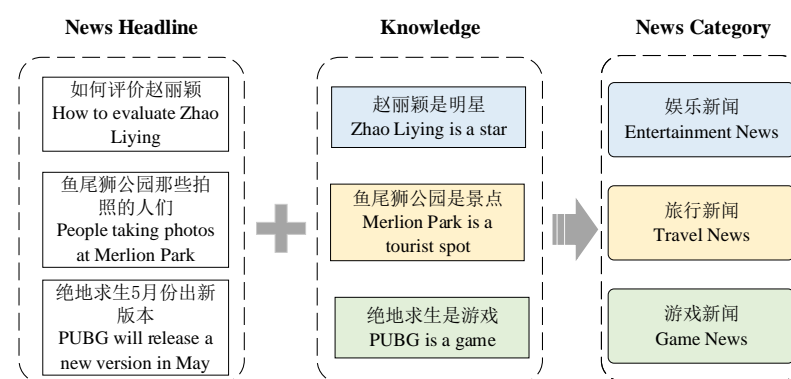 News Headline
如何评价赵丽颖
How to evaluate Zhao
Liying
鱼尾狮公园那些拍
照的人们
People taking photos
at Merlion Park
绝地求生5月份出新
版本
PUBG will release a
new version in May
Knowledge
赵丽颖是明星
Zhao Liying is a star
鱼尾狮公园是景点
Merlion Park is a
tourist spot
绝地求生是游戏
PUBG is a game
News Category
娱乐新闻
Entertainment News
旅行新闻
Travel News
游戏新闻
Game News